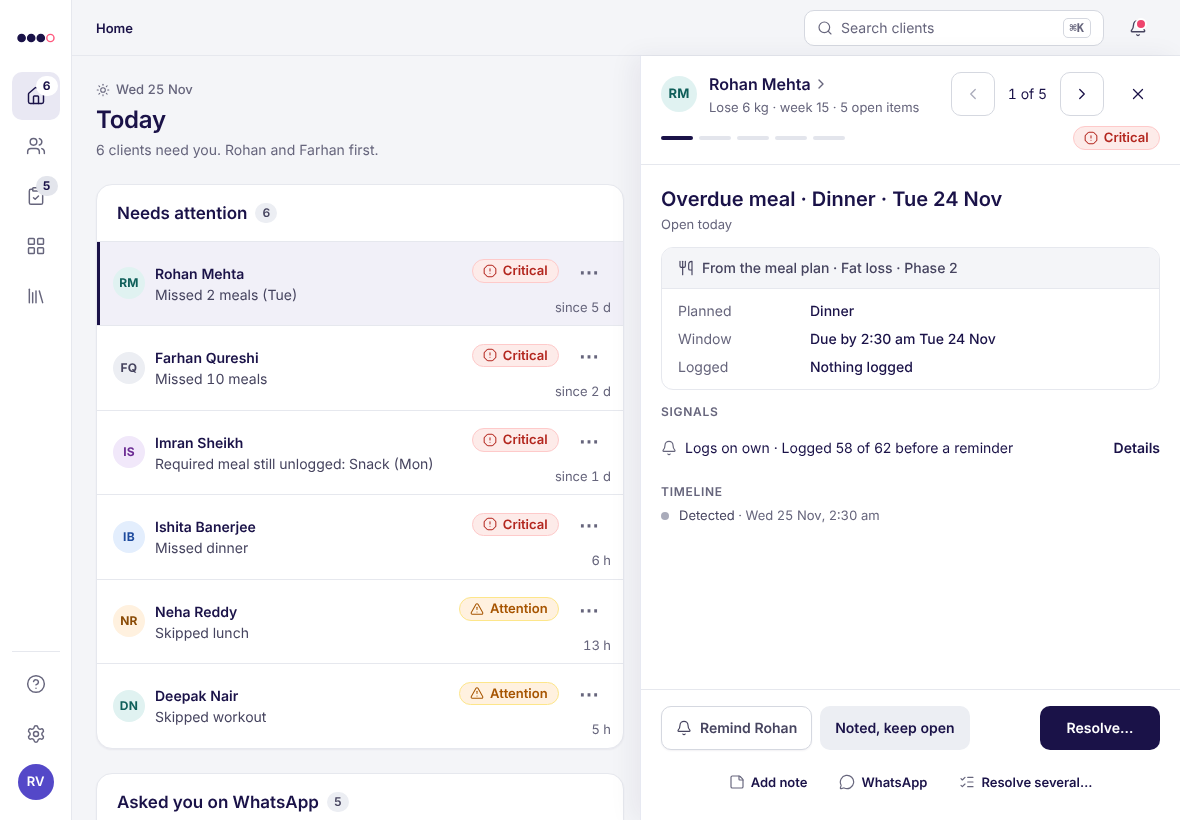 Home
Search clients
⌘K
6
5
RV
Wed 25 Nov
Today
6 clients need you. Rohan and Farhan first.
Needs attention 6
RM
Rohan Mehta
Missed 2 meals (Tue)
Critical
since 5 d
FQ
Farhan Qureshi
Missed 10 meals
Critical
since 2 d
IS
Imran Sheikh
Required meal still unlogged: Snack (Mon)
Critical
since 1 d
IB
Ishita Banerjee
Missed dinner
Critical
6 h
NR
Neha Reddy
Skipped lunch
Attention
13 h
DN
Deepak Nair
Skipped workout
Attention
5 h
Asked you on WhatsApp 5
RM
Rohan Mehta
Lose 6 kg · week 15 · 5 open items
1 of 5
Critical
Overdue meal · Dinner · Tue 24 Nov
Open today
From the meal plan · Fat loss · Phase 2
Planned Dinner
Window Due by 2:30 am Tue 24 Nov
Logged Nothing logged
SIGNALS
Logs on own · Logged 58 of 62 before a reminder Details
TIMELINE
Detected · Wed 25 Nov, 2:30 am
Remind Rohan
Noted, keep open
Resolve...
Add note
WhatsApp
Resolve several...